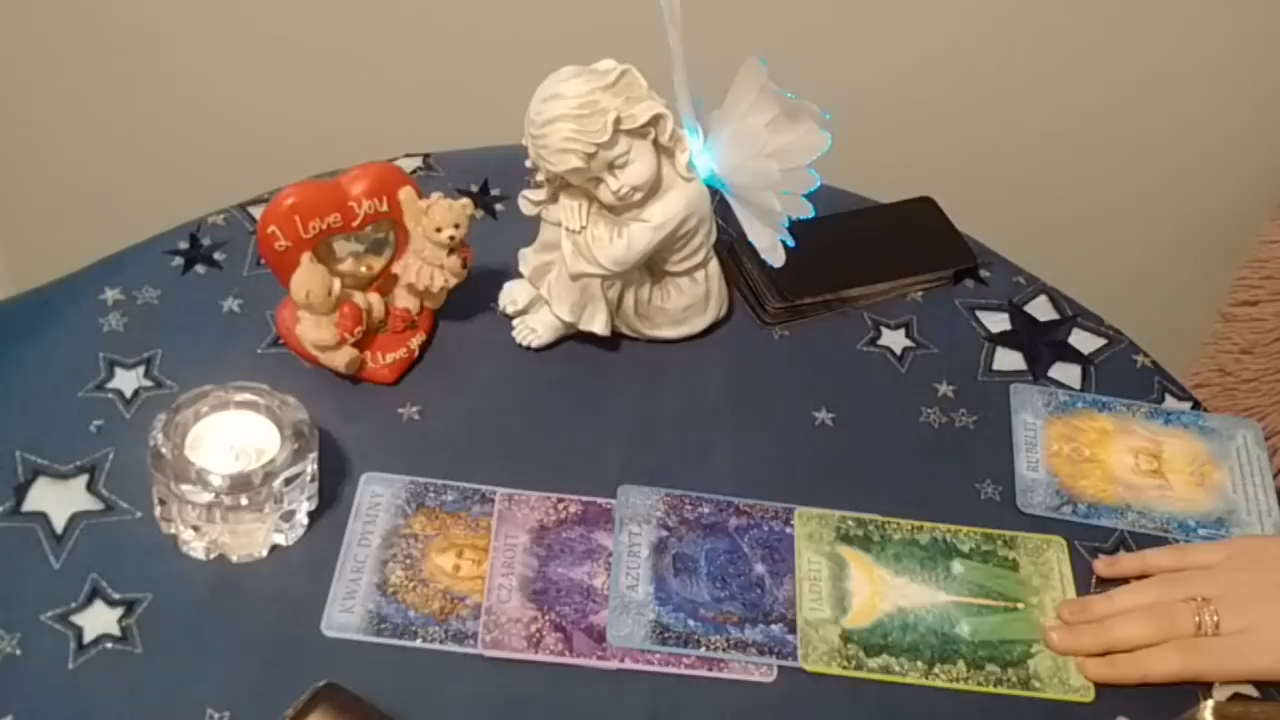 I Love You
I Love you
KWARC DYMNY
CZAROIT
AZURYT
JADEIT
RUBELIT